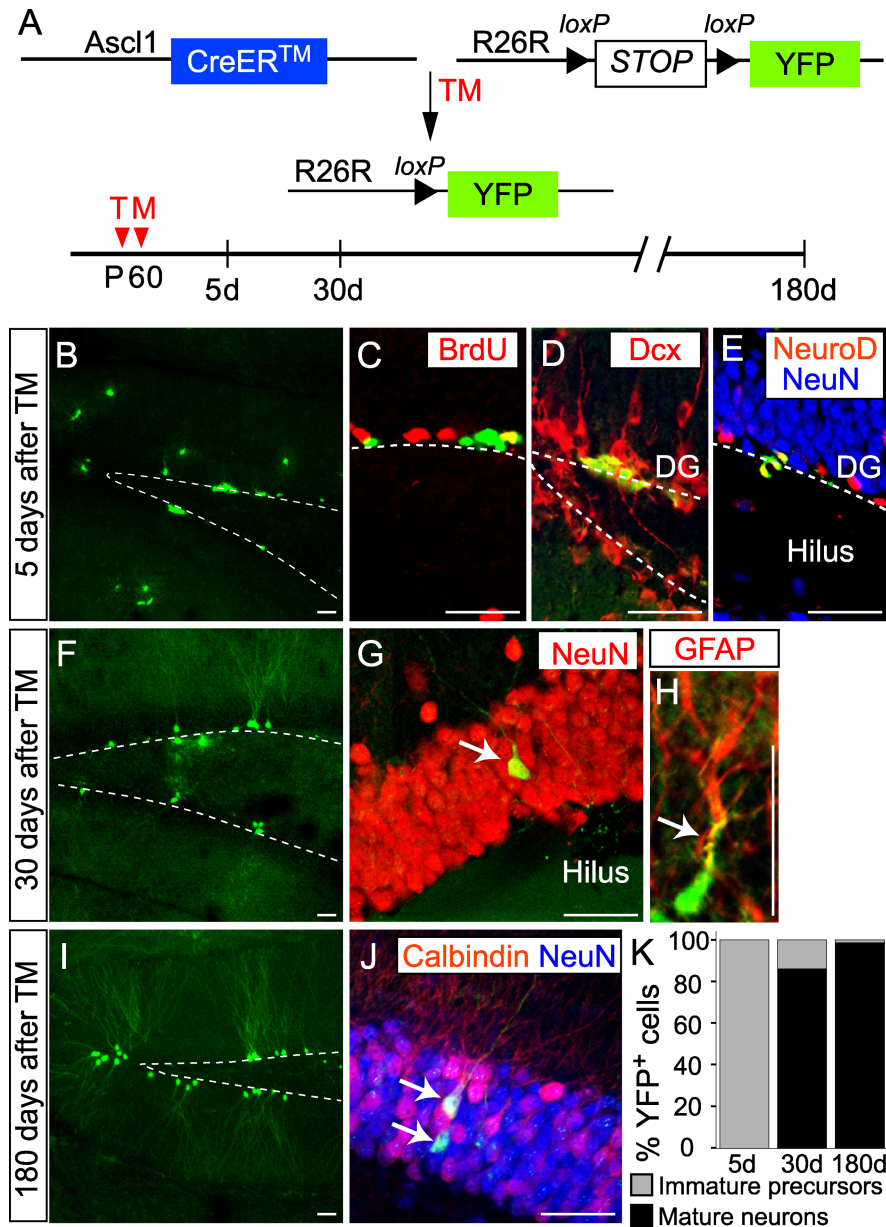 A
Ascl1
CreER™
R26R
loxP
STOP
loxP
YFP
TM
R26R
loxP
YFP
TM
P60
5d
30d
180d
5 days after TM
B
C
BrdU
D
Dcx
DG
E
NeuroD
NeuN
DG
Hilus
30 days after TM
F
G
NeuN
Hilus
GFAP
H
180 days after TM
I
J
Calbindin NeuN
K
% YFP+ cells
100
80
60
40
20
0
5d
30d
180d
Immature precursors
Mature neurons